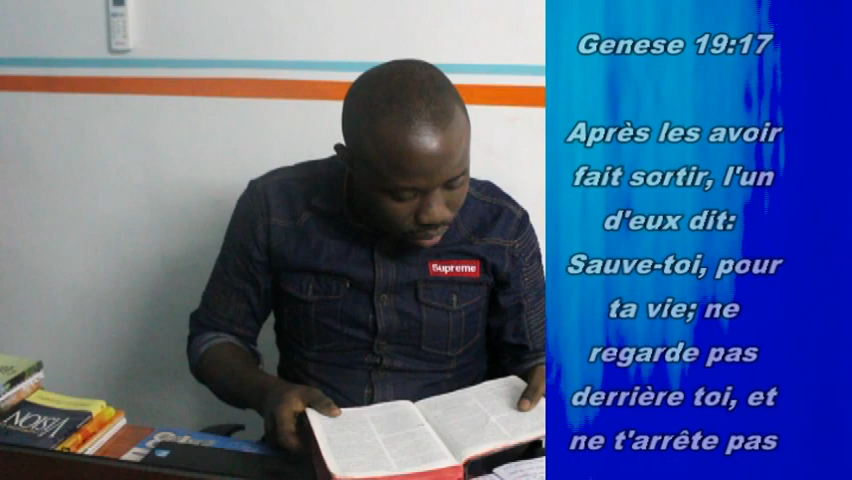 Genese 19:17
Après les avoir
fait sortir, l'un
d'eux dit:
Sauve-toi, pour
ta vie; ne
regarde pas
derrière toi, et
ne t'arrête pas
Supreme
VISION